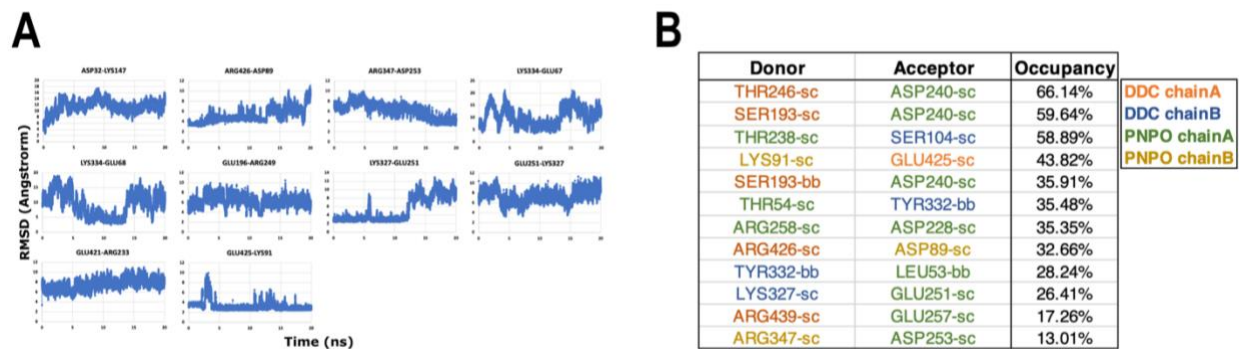 A
B
ASP32-LYS147
ARG426-ASP89
ARG347-ASP253
LYS334-GLU67
LYS334-GLU68
GLU196-ARG249
LYS327-GLU251
GLU251-LYS327
GLU421-ARG233
GLU425-LYS91
RMSD (Angstrorm)
Time (ns)
Donor Acceptor Occupancy
THR246-sc ASP240-sc 66.14%
SER193-sc ASP240-sc 59.64%
THR238-sc SER104-sc 58.89%
LYS91-sc GLU425-sc 43.82%
SER193-bb ASP240-sc 35.91%
THR54-sc TYR332-bb 35.48%
ARG258-sc ASP228-sc 35.35%
ARG426-sc ASP89-sc 32.66%
TYR332-bb LEU53-bb 28.24%
LYS327-sc GLU251-sc 26.41%
ARG439-sc GLU257-sc 17.26%
ARG347-sc ASP253-sc 13.01%
DDC chainA
DDC chainB
PNPO chainA
PNPO chainB